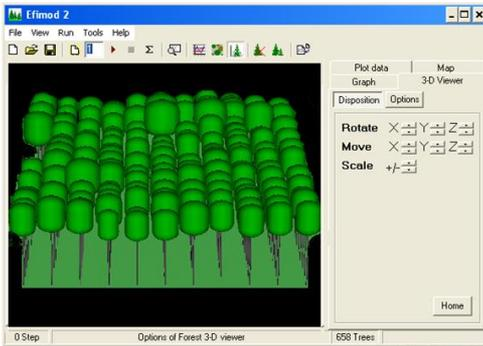 Efimod 2
File View Run Tools Help
1
Plot data Map
Graph 3-D Viewer
Disposition Options
Rotate X Y Z
Move X Y Z
Scale +/-
Home
0 Step Options of Forest 3-D viewer 658 Trees